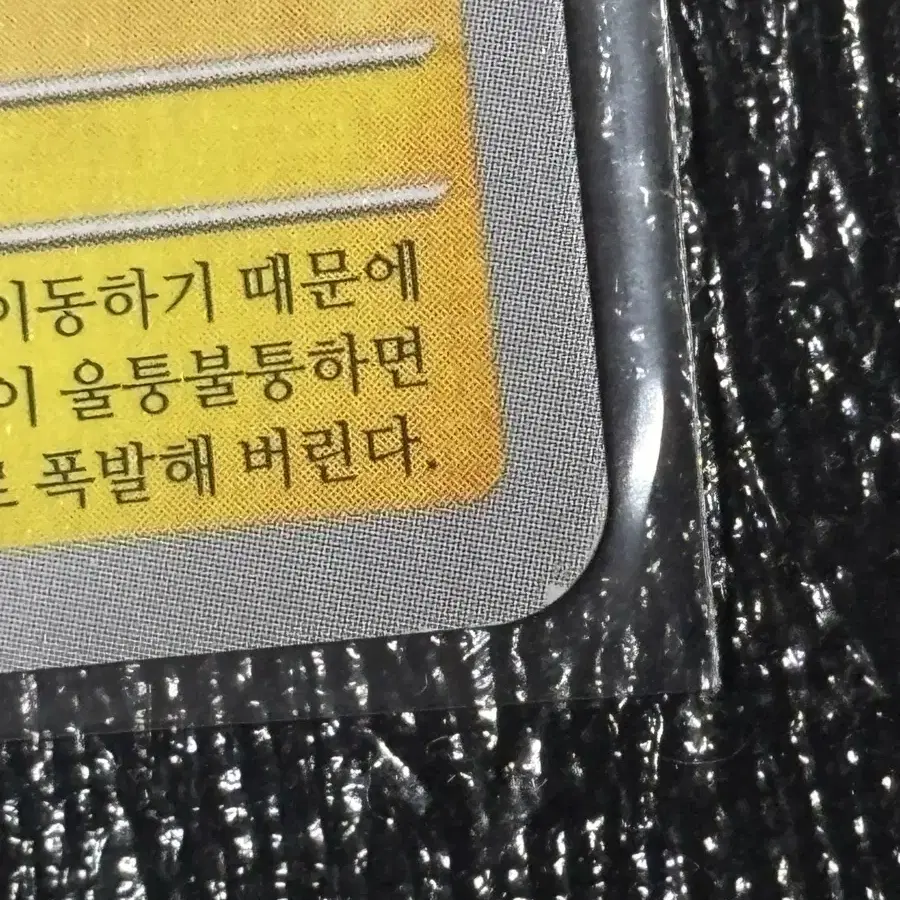 이동하기 때문에
이 울퉁불퉁하면
로 폭발해 버린다.